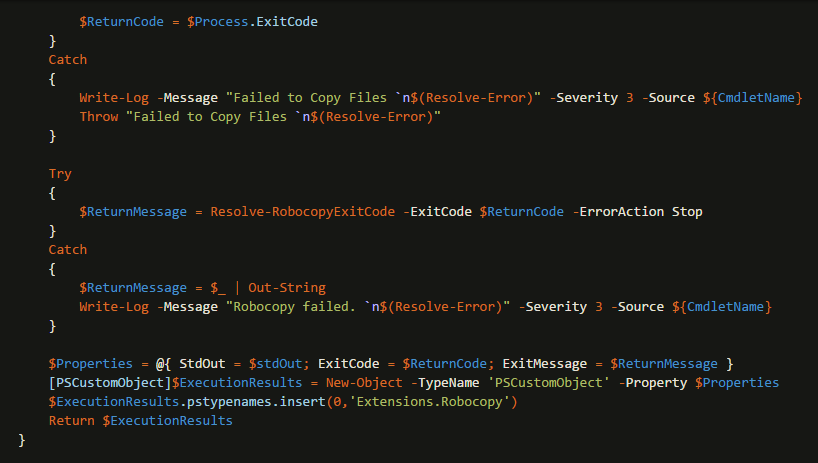 $ReturnCode = $Process.ExitCode
    }
    Catch
    {
        Write-Log -Message "Failed to Copy Files `n$(Resolve-Error)" -Severity 3 -Source ${CmdletName}
        Throw "Failed to Copy Files `n$(Resolve-Error)"
    }

    Try
    {
        $ReturnMessage = Resolve-RobocopyExitCode -ExitCode $ReturnCode -ErrorAction Stop
    }
    Catch
    {
        $ReturnMessage = $_ | Out-String
        Write-Log -Message "Robocopy failed. `n$(Resolve-Error)" -Severity 3 -Source ${CmdletName}
    }

    $Properties = @{ StdOut = $stdOut; ExitCode = $ReturnCode; ExitMessage = $ReturnMessage }
    [PSCustomObject]$ExecutionResults = New-Object -TypeName 'PSCustomObject' -Property $Properties
    $ExecutionResults.pstypenames.insert(0,'Extensions.Robocopy')
    Return $ExecutionResults
}